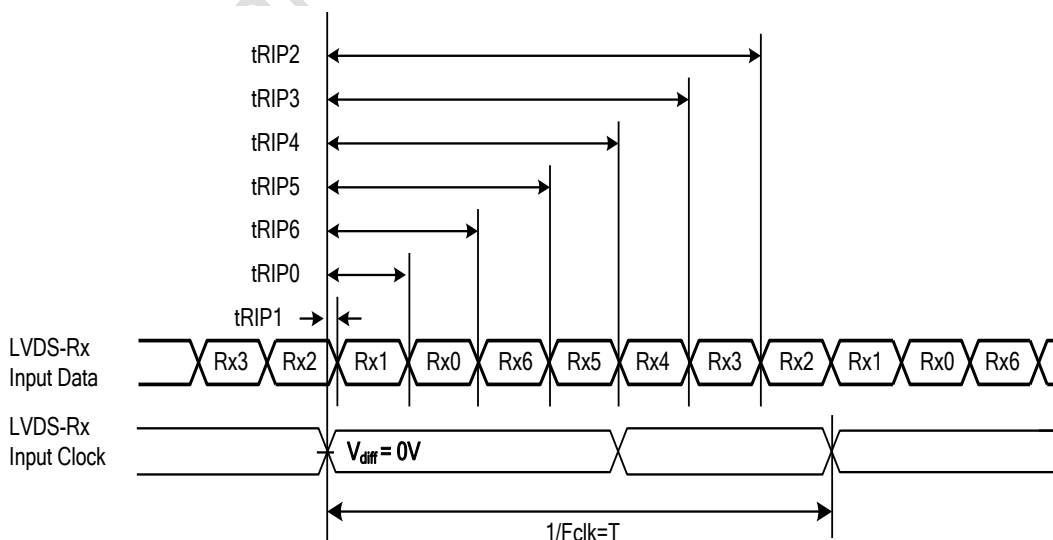 tRIP2
tRIP3
tRIP4
tRIP5
tRIP6
tRIP0
tRIP1
LVDS-Rx
Input Data
Rx3 Rx2 Rx1 Rx0 Rx6 Rx5 Rx4 Rx3 Rx2 Rx1 Rx0 Rx6
LVDS-Rx
Input Clock
Vdiff = 0V
1/Fclk=T